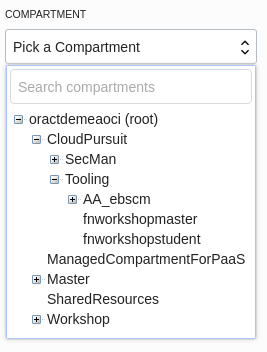 COMPARTMENT
Pick a Compartment
Search compartments
oractdemeaoci (root)
CloudPursuit
SecMan
Tooling
AA_ebscm
fnworkshopmaster
fnworkshopstudent
ManagedCompartmentForPaaS
Master
SharedResources
Workshop